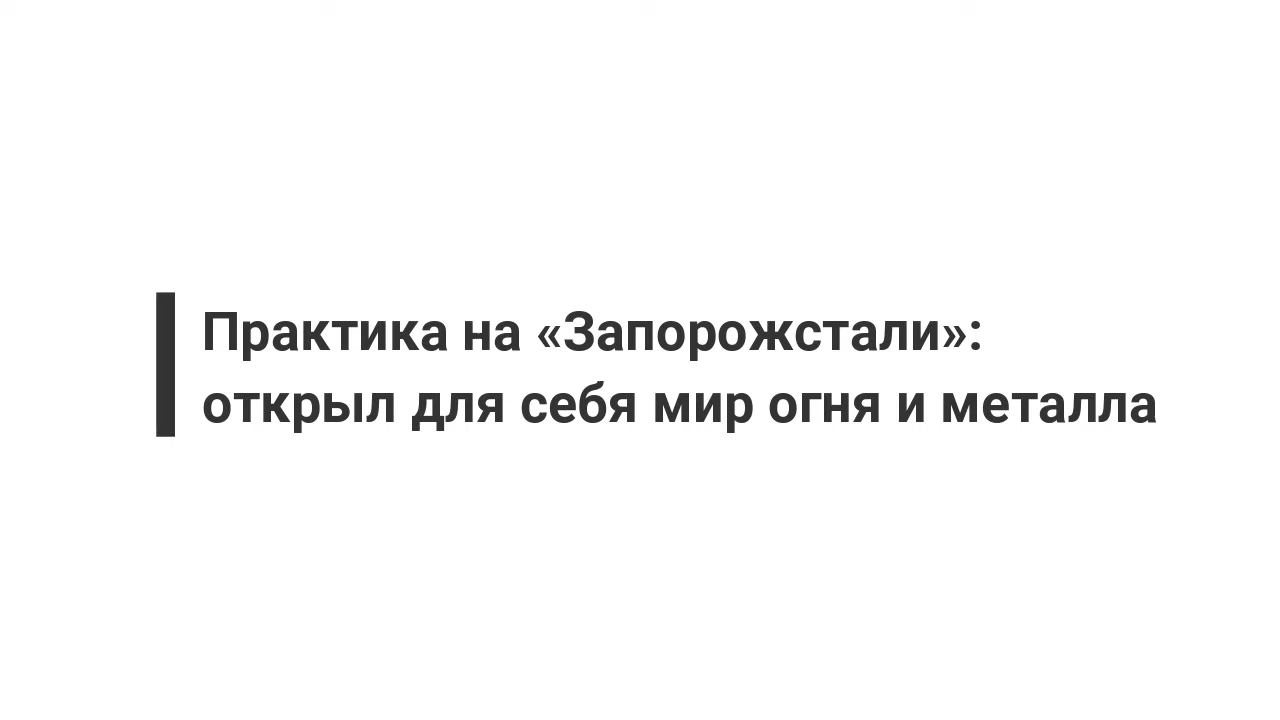 Практика на «Запорожстали»:
открыл для себя мир огня и металла